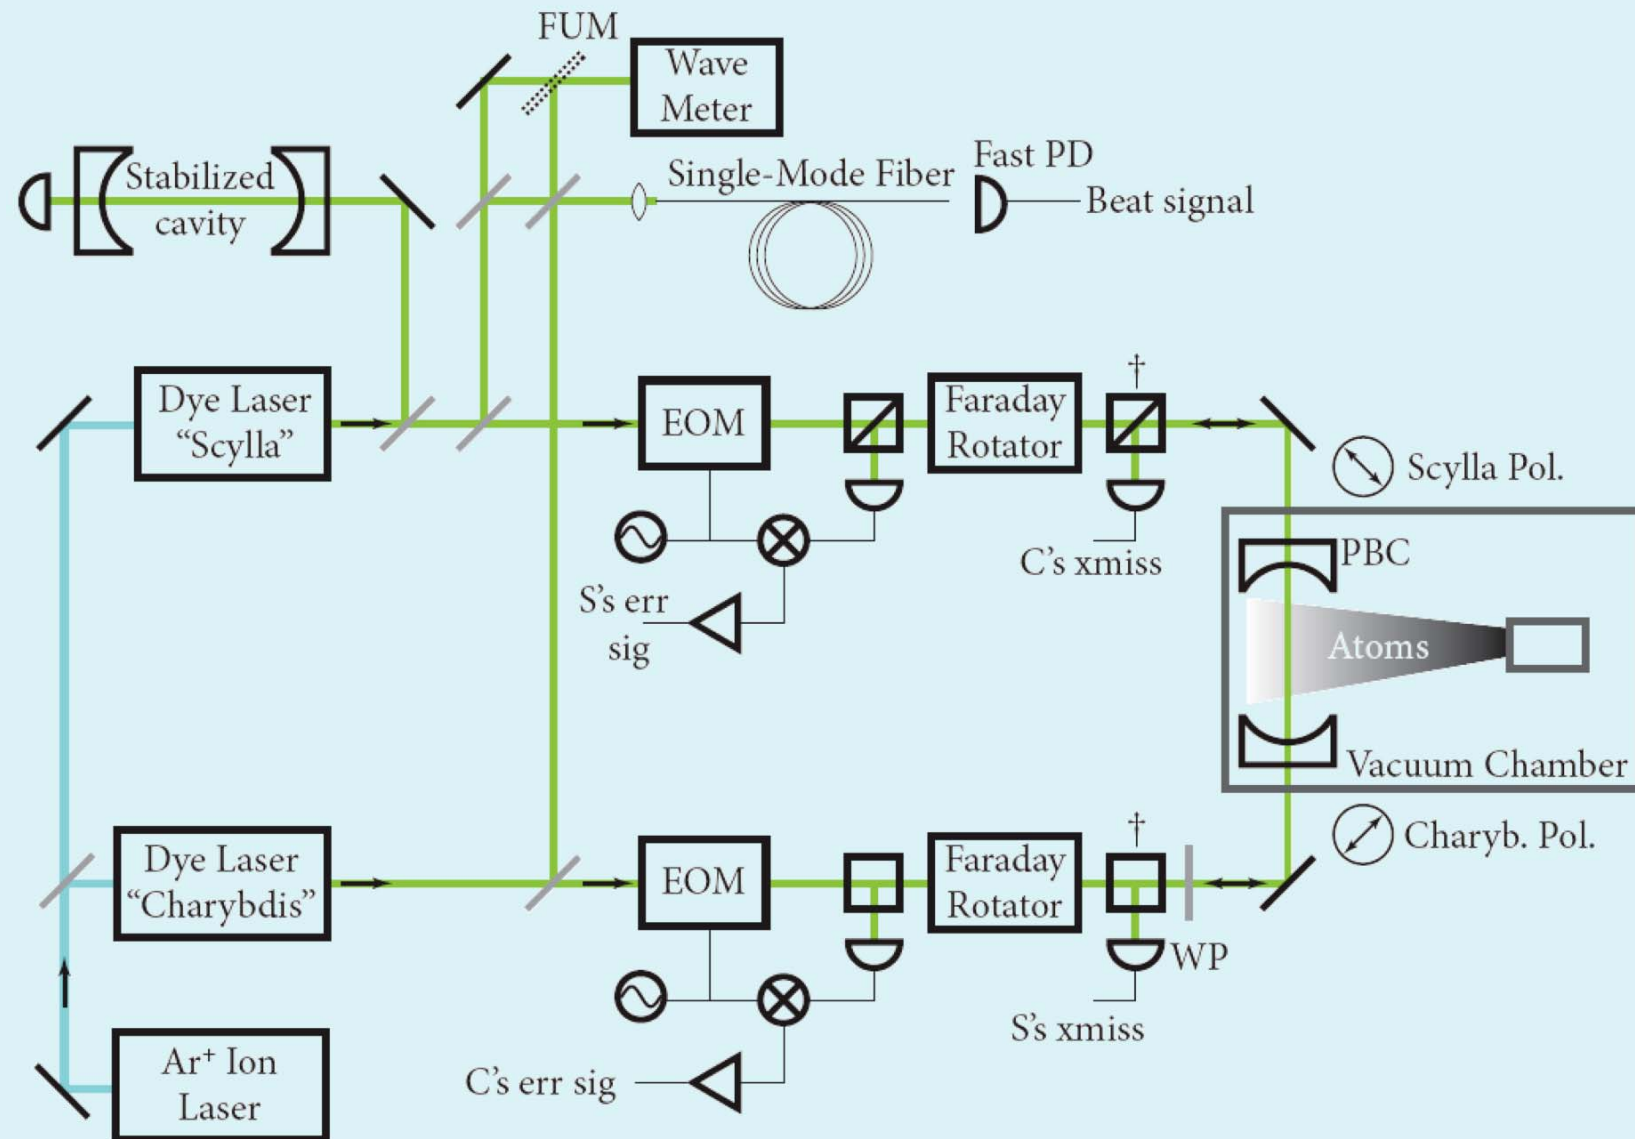 FUM
Wave
Meter
Stabilized
cavity
Single-Mode Fiber
Fast PD
Beat signal
Dye Laser
“Scylla”
EOM
Faraday
Rotator
†
Scylla Pol.
C’s xmiss
S’s err
sig
PBC
Atoms
Vacuum Chamber
Dye Laser
“Charybdis”
EOM
Faraday
Rotator
†
Charyb. Pol.
WP
S’s xmiss
C’s err sig
Ar⁺ Ion
Laser